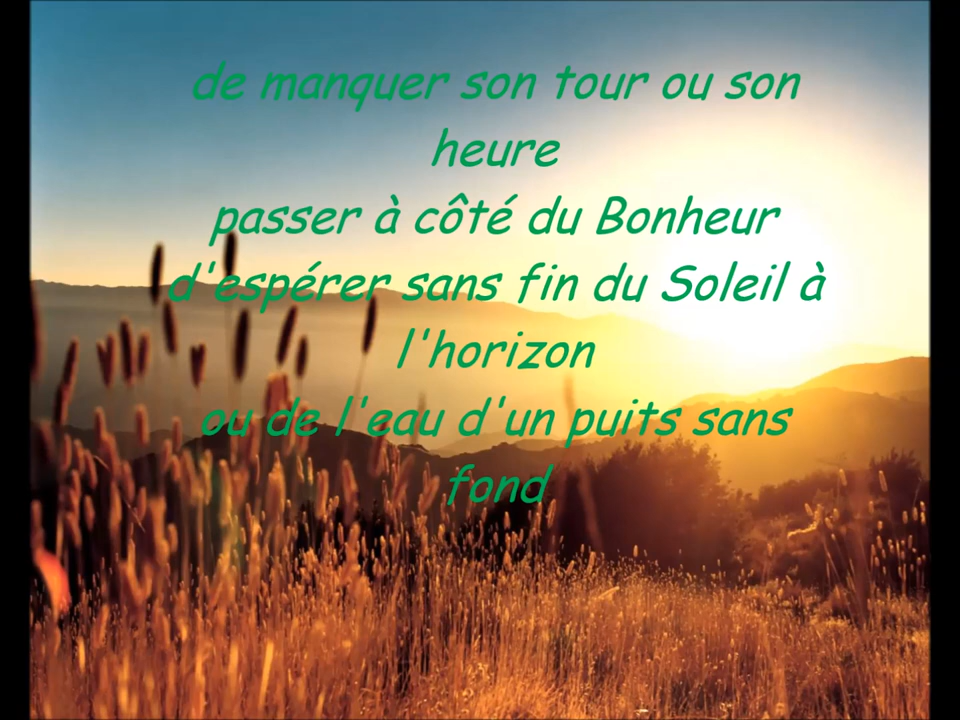 de manquer son tour ou son
heure
passer à côté du Bonheur
d'espérer sans fin du Soleil à
l'horizon
ou de l'eau d'un puits sans
fond